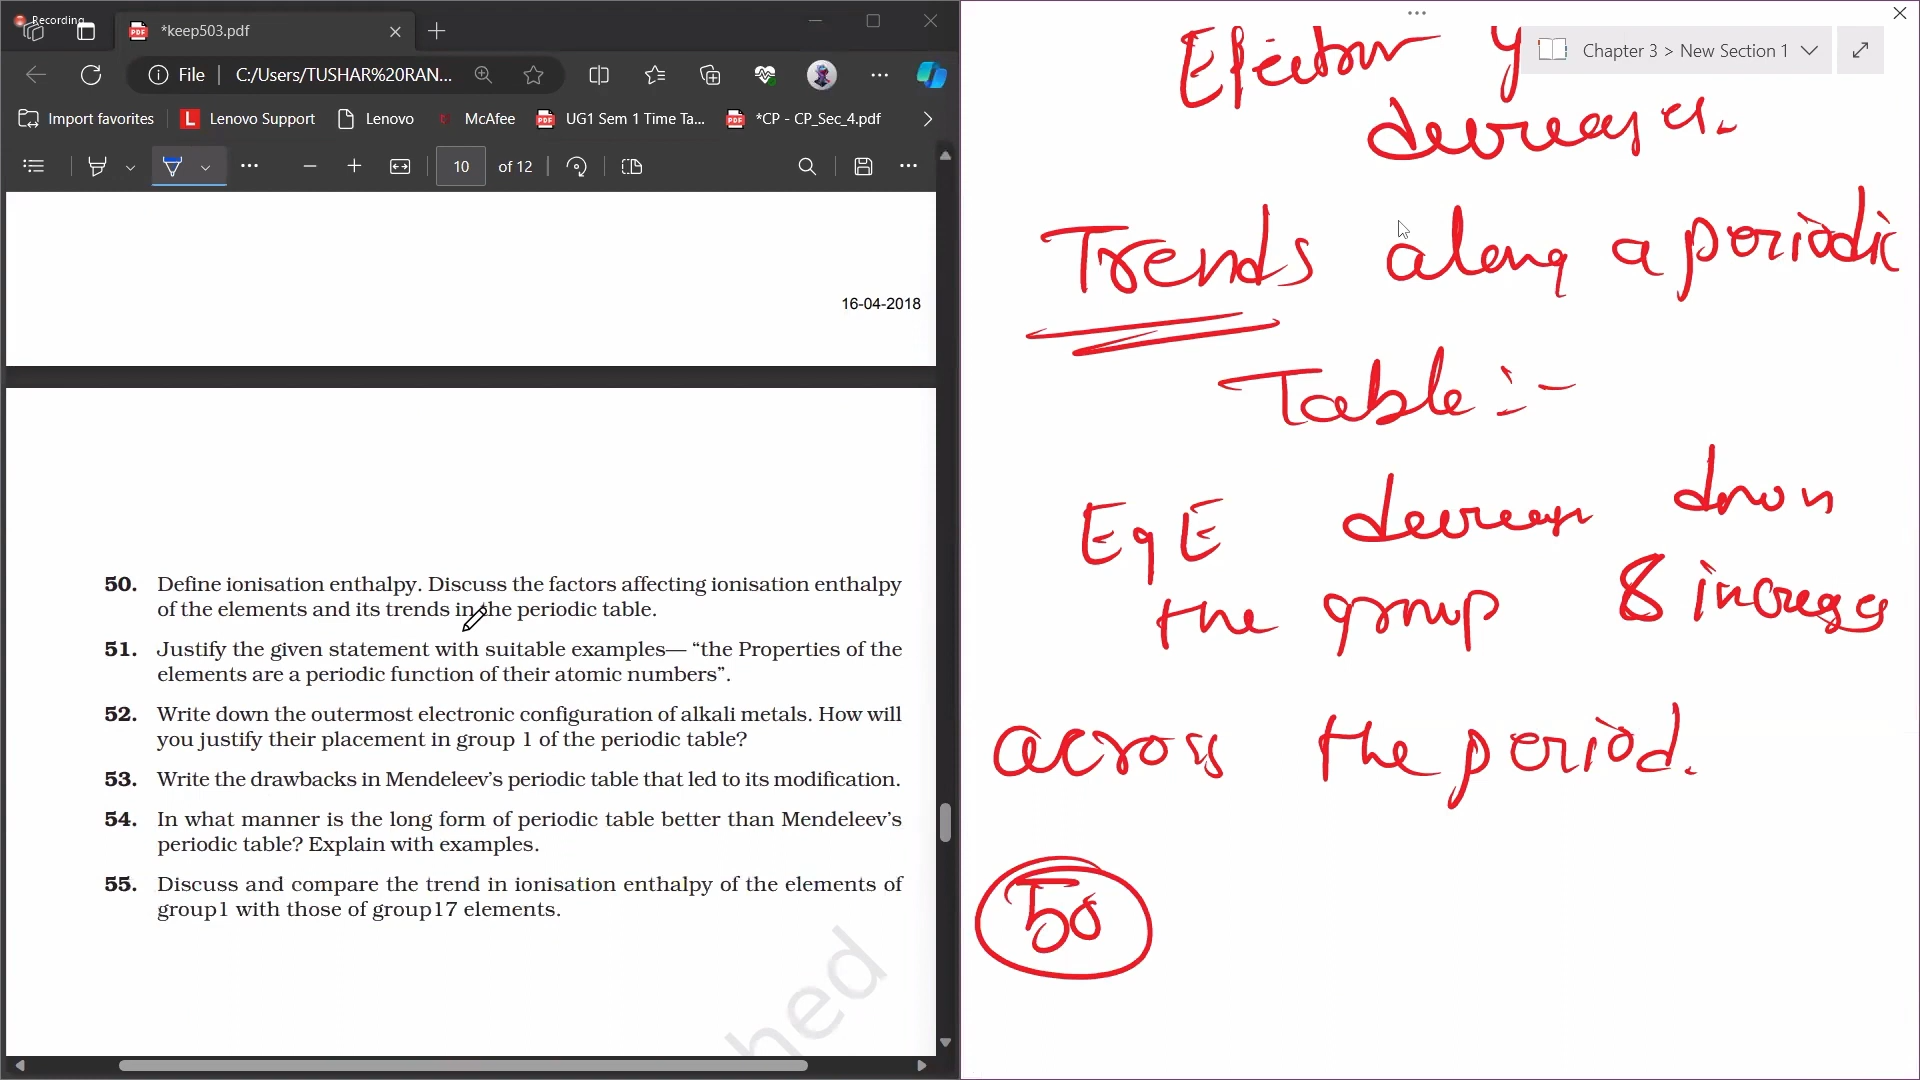 Recording
*keep503.pdf
File
C:/Users/TUSHAR%20RAN...
Import favorites
L Lenovo Support
Lenovo
McAfee
UG1 Sem 1 Time Ta...
*CP - CP_Sec_4.pdf
10 of 12
16-04-2018
50. Define ionisation enthalpy. Discuss the factors affecting ionisation enthalpy
of the elements and its trends in the periodic table.
51. Justify the given statement with suitable examples— “the Properties of the
elements are a periodic function of their atomic numbers”.
52. Write down the outermost electronic configuration of alkali metals. How will
you justify their placement in group 1 of the periodic table?
53. Write the drawbacks in Mendeleev’s periodic table that led to its modification.
54. In what manner is the long form of periodic table better than Mendeleev’s
periodic table? Explain with examples.
55. Discuss and compare the trend in ionisation enthalpy of the elements of
group1 with those of group17 elements.
hed
Chapter 3 > New Section 1
decreases.
Trends along a periodic
Table :-
EgE decreases down
the group & increases
across the period.
50